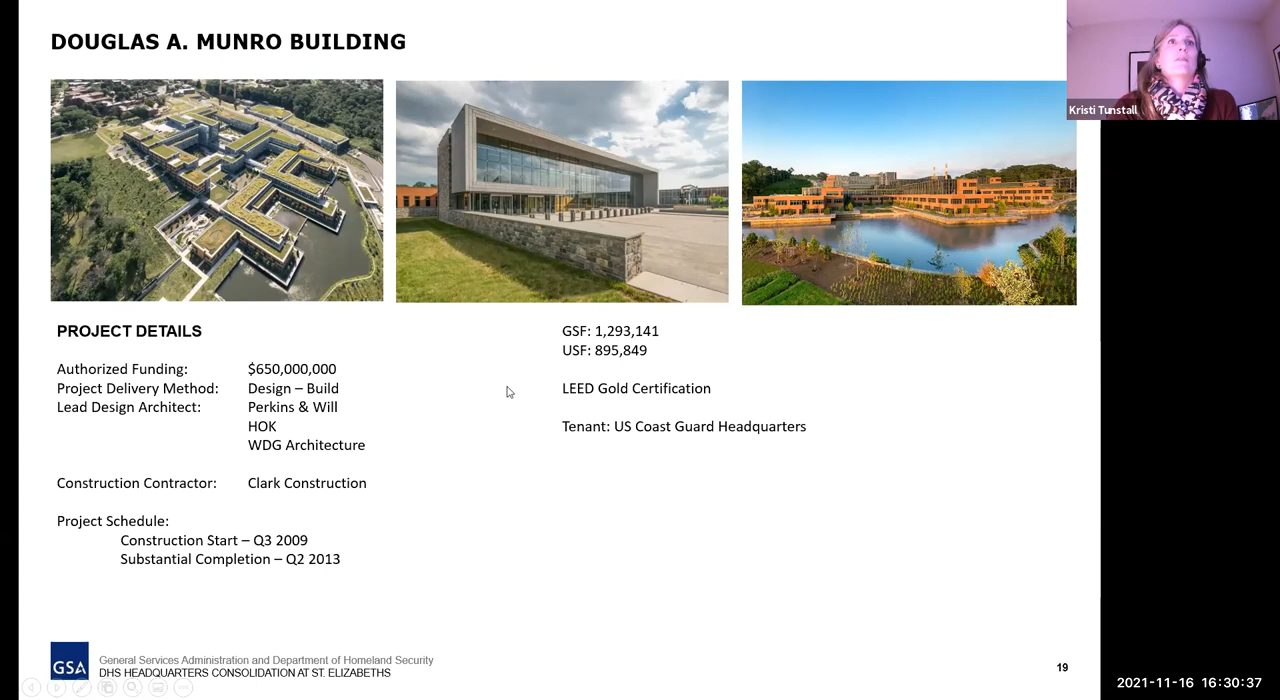 DOUGLAS A. MUNRO BUILDING
Kristi Tunstall
PROJECT DETAILS
Authorized Funding: $650,000,000
Project Delivery Method: Design – Build
Lead Design Architect: Perkins & Will
HOK
WDG Architecture
Construction Contractor: Clark Construction
Project Schedule:
Construction Start – Q3 2009
Substantial Completion – Q2 2013
GSF: 1,293,141
USF: 895,849
LEED Gold Certification
Tenant: US Coast Guard Headquarters
GSA
General Services Administration and Department of Homeland Security
DHS HEADQUARTERS CONSOLIDATION AT ST. ELIZABETHS
19
2021-11-16 16:30:37